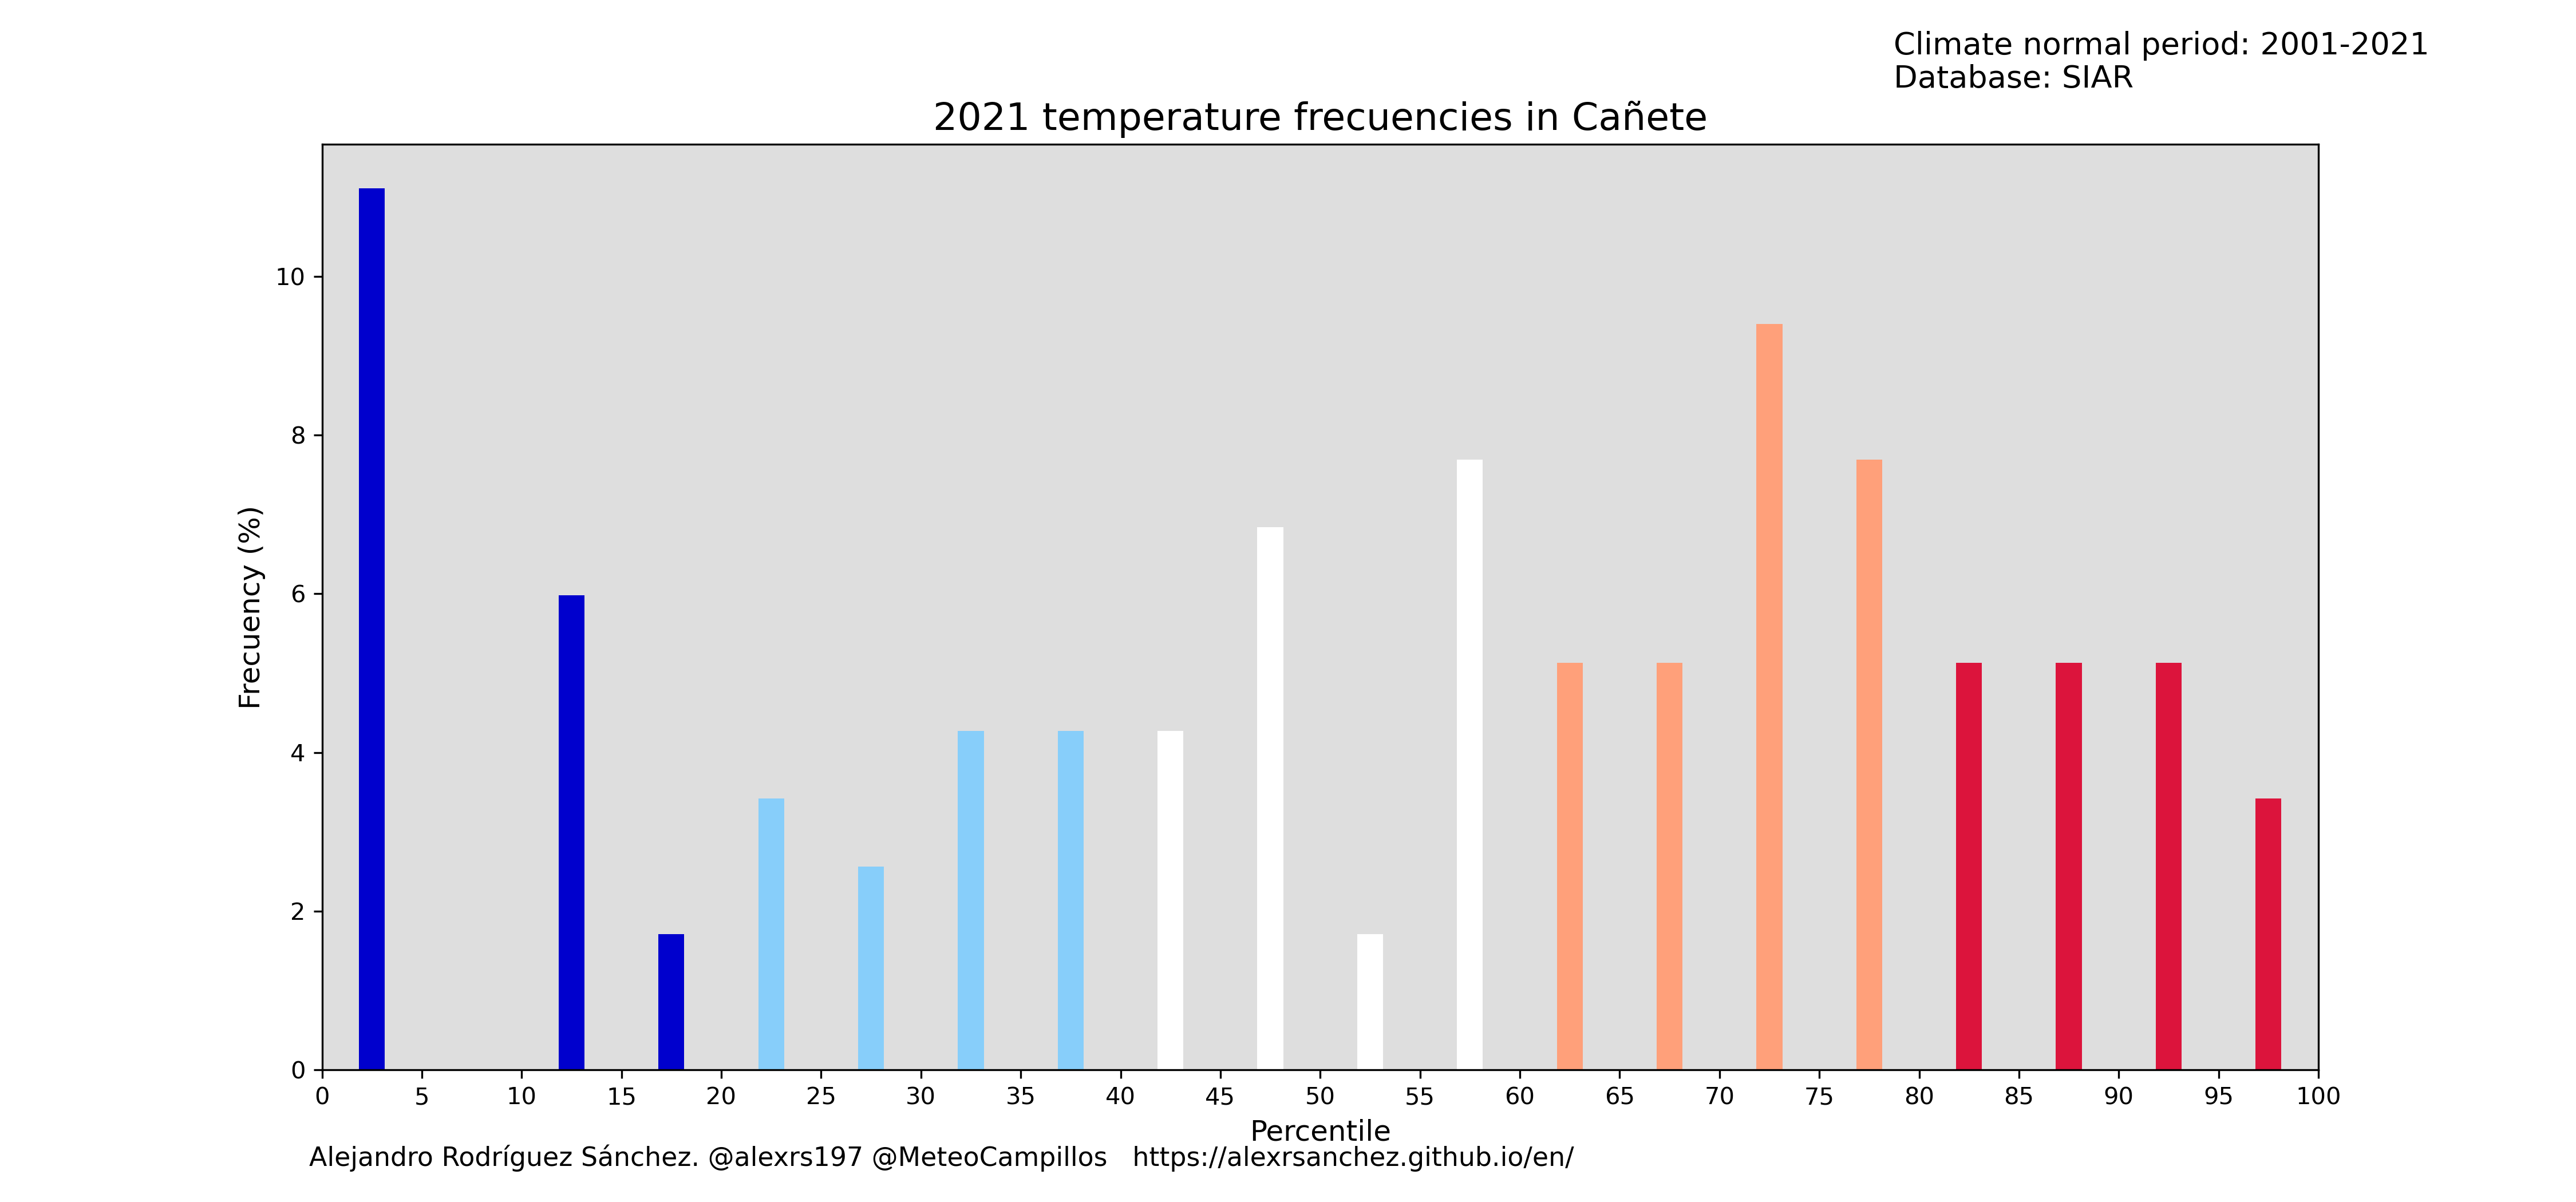 Climate normal period: 2001-2021
Database: SIAR
2021 temperature frecuencies in Cañete
Frecuency (%)
10
8
6
4
2
0
0 5 10 15 20 25 30 35 40 45 50 55 60 65 70 75 80 85 90 95 100
Percentile
Alejandro Rodríguez Sánchez. @alexrs197 @MeteoCampillos https://alexrsanchez.github.io/en/